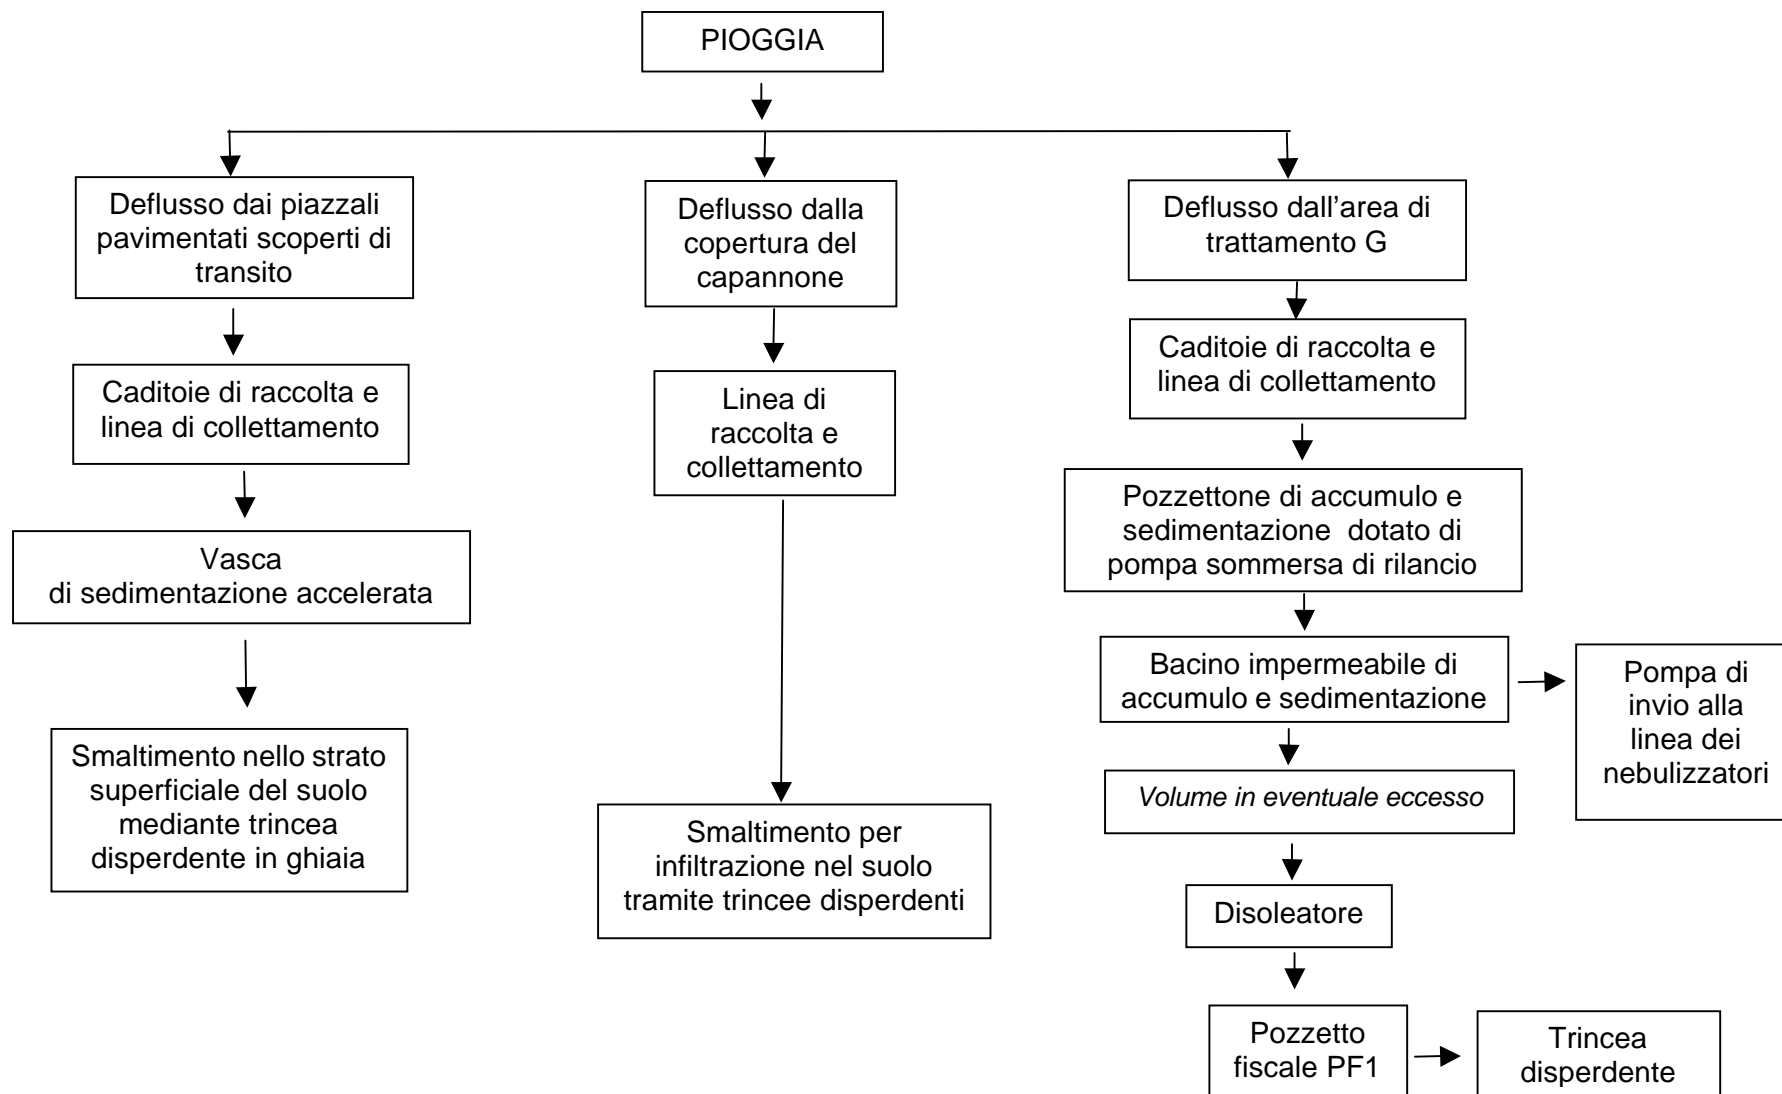 PIOGGIA
Deflusso dai piazzali
pavimentati scoperti di
transito
Caditoie di raccolta e
linea di collettamento
Vasca
di sedimentazione accelerata
Smaltimento nello strato
superficiale del suolo
mediante trincea
disperdente in ghiaia
Deflusso dalla
copertura del
capannone
Linea di
raccolta e
collettamento
Smaltimento per
infiltrazione nel suolo
tramite trincee disperdenti
Deflusso dall’area di
trattamento G
Caditoie di raccolta e
linea di collettamento
Pozzettone di accumulo e
sedimentazione dotato di
pompa sommersa di rilancio
Bacino impermeabile di
accumulo e sedimentazione
Pompa di
invio alla
linea dei
nebulizzatori
Volume in eventuale eccesso
Disoleatore
Pozzetto
fiscale PF1
Trincea
disperdente